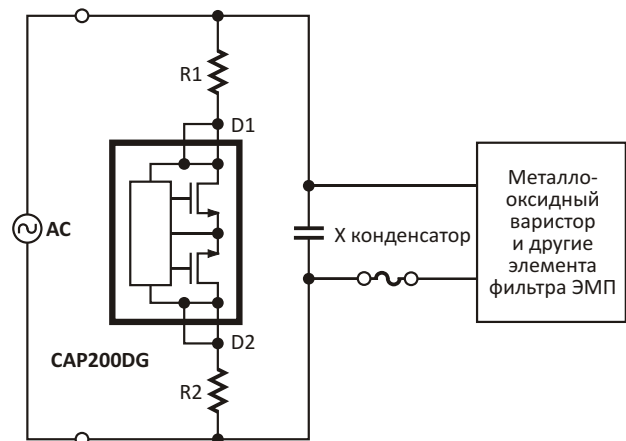 R1
D1
AC
X конденсатор
Металло-
оксидный
варистор
и другие
элемента
фильтра ЭМП
D2
CAP200DG
R2